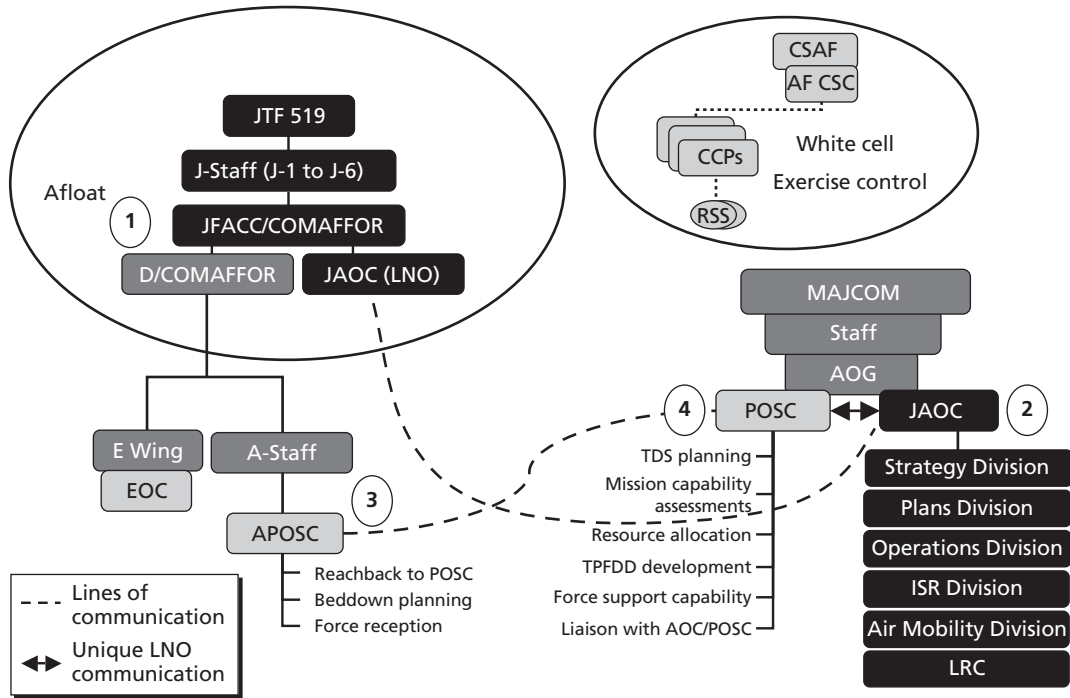 JTF 519
J-Staff (J-1 to J-6)
Afloat
1
JFACC/COMAFFOR
D/COMAFFOR
JAOC (LNO)
CSAF
AF CSC
CCPs
RSS
White cell
Exercise control
MAJCOM
Staff
AOG
4
POSC
JAOC
2
E Wing
EOC
A-Staff
3
APOSC
Reachback to POSC
Beddown planning
Force reception
TDS planning
Mission capability
assessments
Resource allocation
TPFDD development
Force support capability
Liaison with AOC/POSC
Strategy Division
Plans Division
Operations Division
ISR Division
Air Mobility Division
LRC
Lines of
communication
Unique LNO
communication